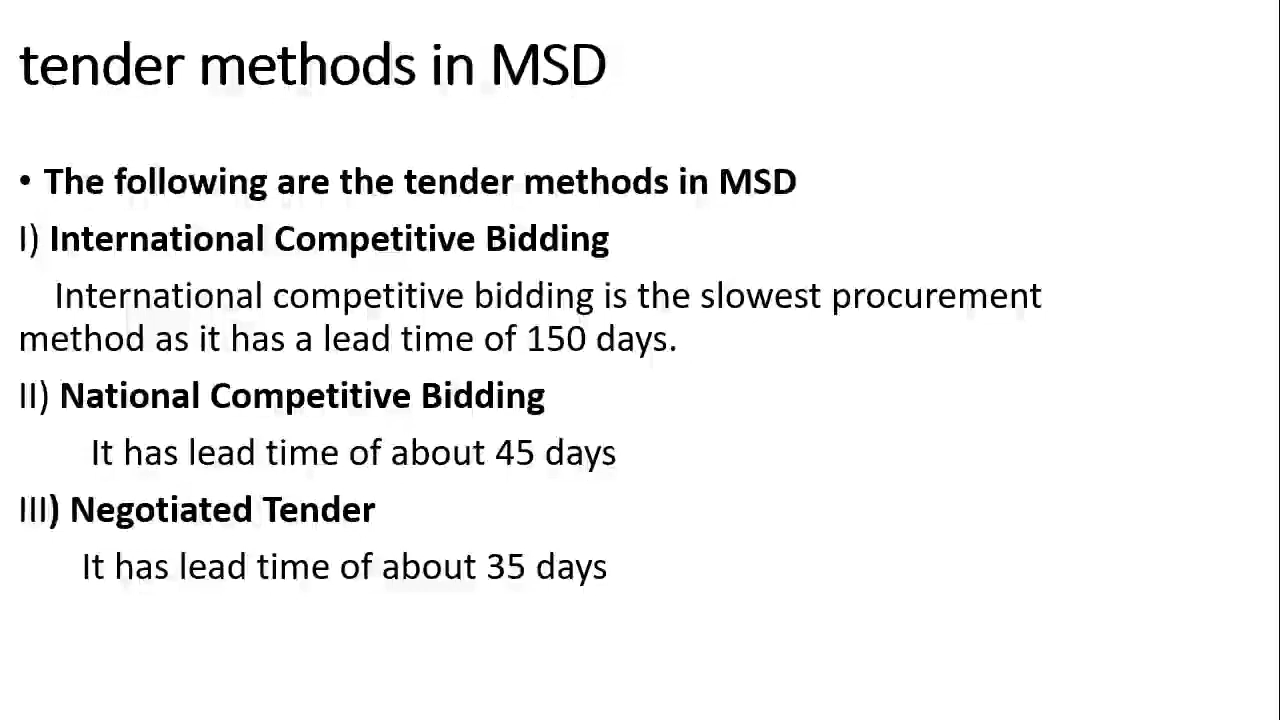 tender methods in MSD
• The following are the tender methods in MSD
I) International Competitive Bidding
International competitive bidding is the slowest procurement
method as it has a lead time of 150 days.
II) National Competitive Bidding
It has lead time of about 45 days
III) Negotiated Tender
It has lead time of about 35 days